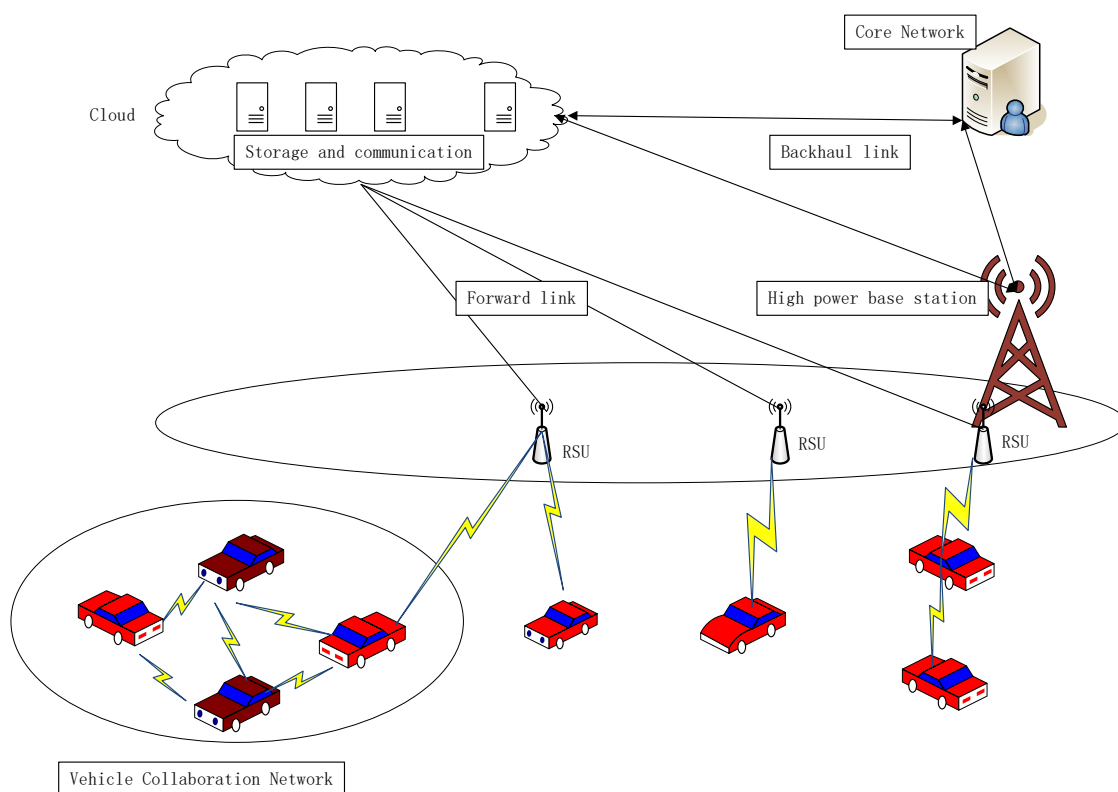 Core Network
Cloud
Storage and communication
Backhaul link
Forward link
High power base station
RSU
RSU
RSU
Vehicle Collaboration Network